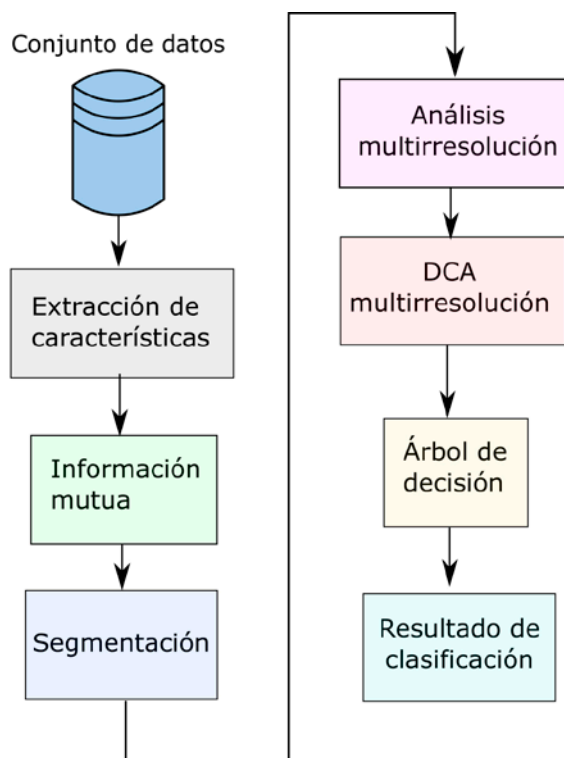 Conjunto de datos
Extracción de
características
Información
mutua
Segmentación
Análisis
multirresolución
DCA
multirresolución
Árbol de
decisión
Resultado de
clasificación